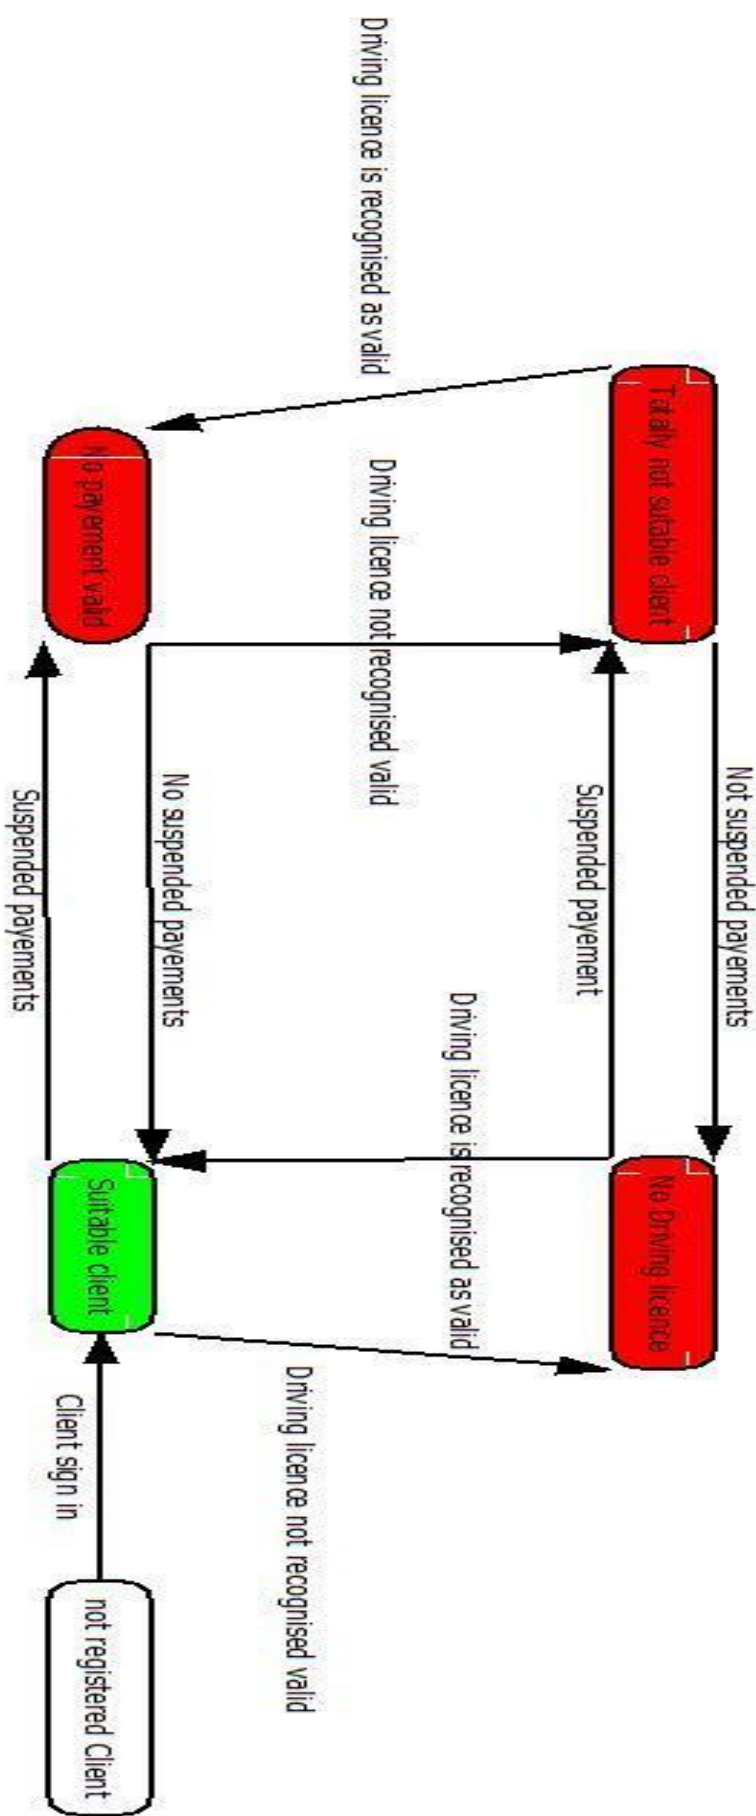 Not suspended payements
Totally not sutable client
No Driving licence
Suspended payement
Driving licence is recognised as valid
Driving licence is recognised as valid
Driving licence not recognised valid
Driving licence not recognised valid
No suspended payements
No payement valid
Suitable client
not registered Client
Client sign in
Suspended payements